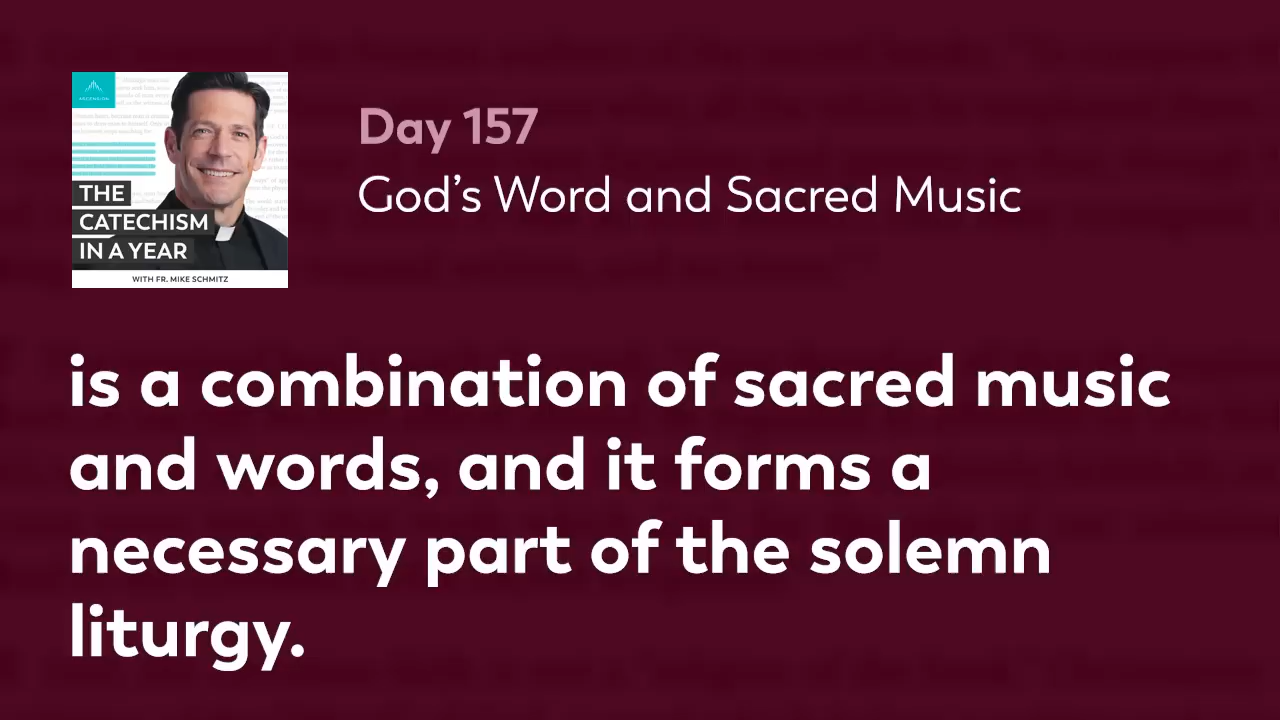 ASCENSION
THE
CATECHISM
IN A YEAR
WITH FR. MIKE SCHMITZ
Day 157
God’s Word and Sacred Music
is a combination of sacred music
and words, and it forms a
necessary part of the solemn
liturgy.